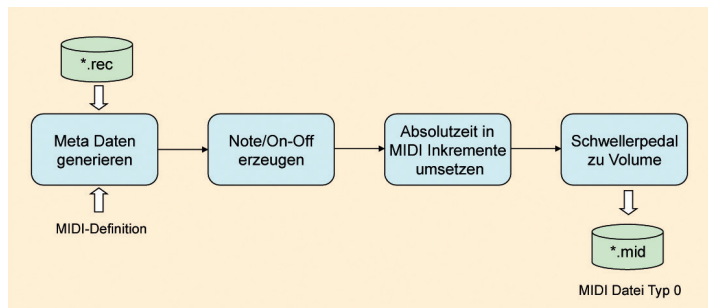 *.rec
Meta Daten
generieren
MIDI-Definition
Note/On-Off
erzeugen
Absolutzeit in
MIDI Inkremente
umsetzen
Schwellerpedal
zu Volume
*.mid
MIDI Datei Typ 0